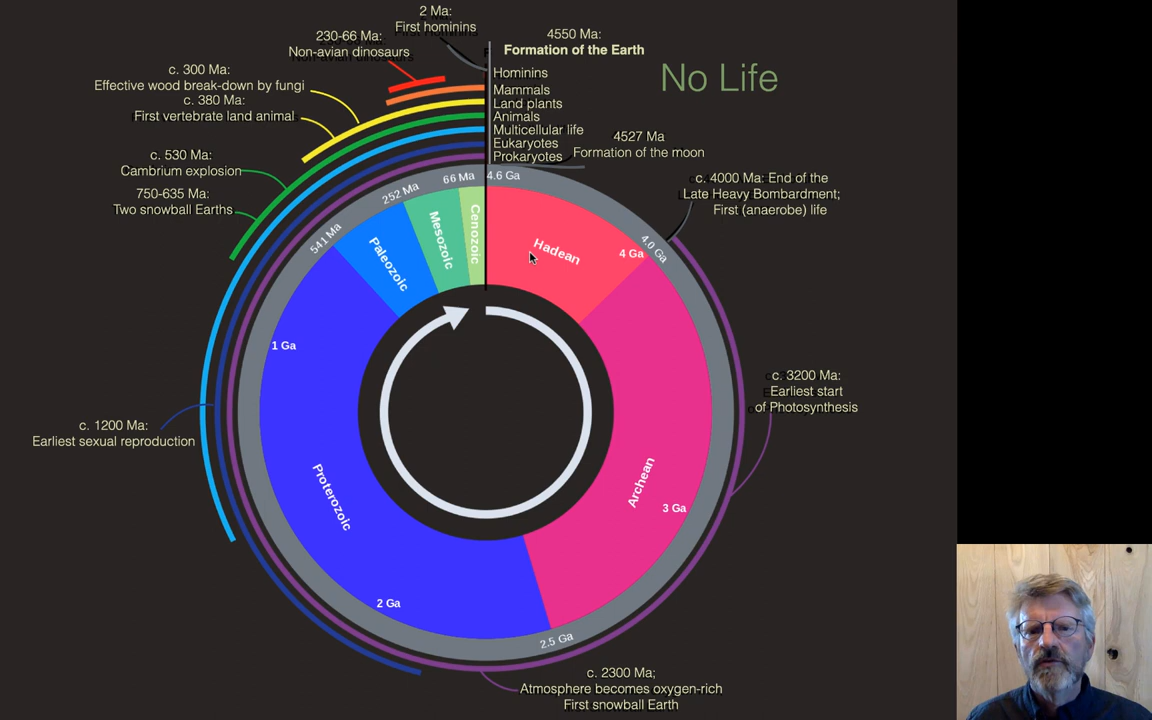 2 Ma:
First hominins
230-66 Ma:
Non-avian dinosaurs
c. 300 Ma:
Effective wood break-down by fungi
c. 380 Ma:
First vertebrate land animal
c. 530 Ma:
Cambrium explosion
750-635 Ma:
Two snowball Earths
c. 1200 Ma:
Earliest sexual reproduction
4550 Ma:
Formation of the Earth
No Life
Hominins
Mammals
Land plants
Animals
Multicellular life
Eukaryotes
Prokaryotes
4527 Ma
Formation of the moon
c. 4000 Ma: End of the
Late Heavy Bombardment;
First (anaerobe) life
c. 3200 Ma:
Earliest start
of Photosynthesis
c. 2300 Ma;
Atmosphere becomes oxygen-rich
First snowball Earth
4.6 Ga
4.0 Ga
2.5 Ga
541 Ma
252 Ma
66 Ma
Hadean
4 Ga
Archean
3 Ga
Proterozoic
2 Ga
1 Ga
Paleozoic
Mesozoic
Cenozoic